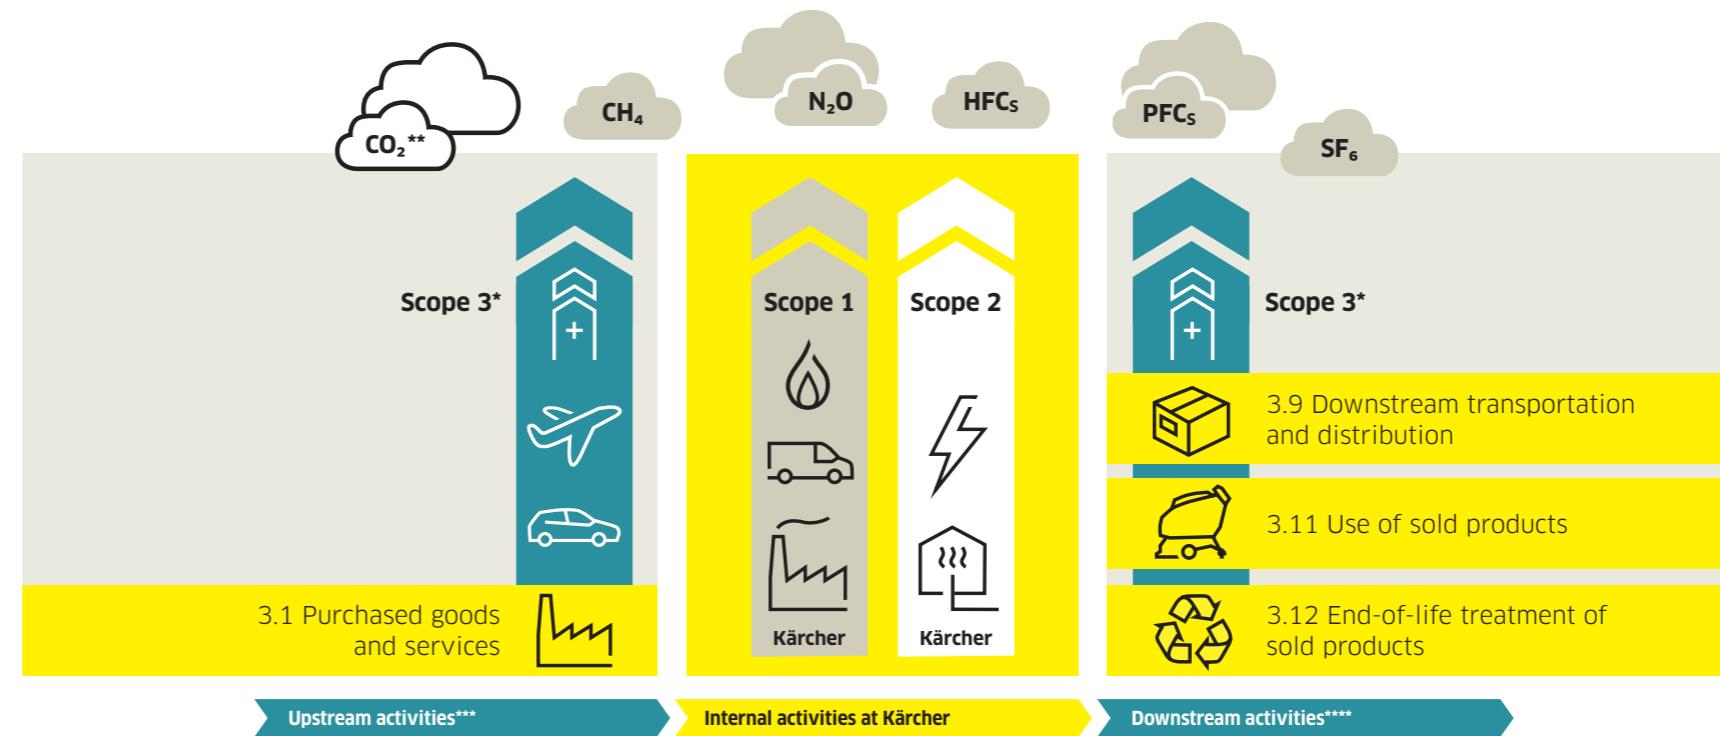 CO₂**
CH₄
N₂O
HFCs
PFCs
SF₆
Scope 3*
+
Scope 1
Scope 2
+
Scope 3*
3.9 Downstream transportation
and distribution
3.11 Use of sold products
3.1 Purchased goods
and services
Kärcher
Kärcher
3.12 End-of-life treatment of
sold products
Upstream activities***
Internal activities at Kärcher
Downstream activities****